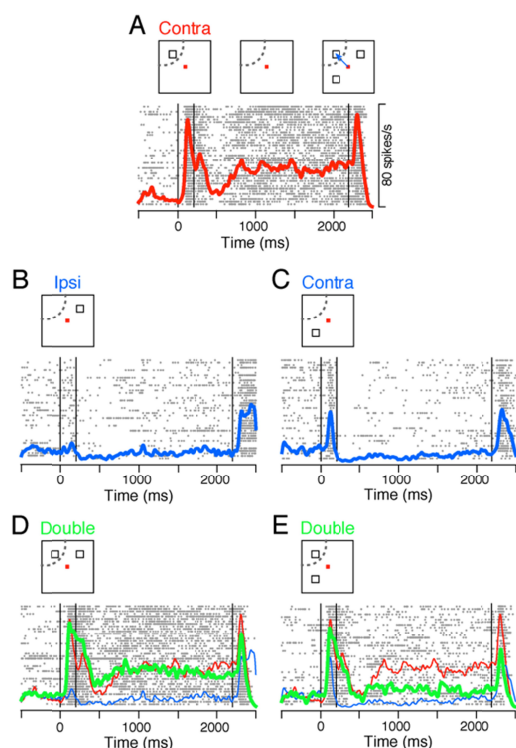 A
Contra
80 spikes/s
0 1000 2000
Time (ms)
B
Ipsi
C
Contra
0 1000 2000
Time (ms)
0 1000 2000
Time (ms)
D
Double
E
Double
0 1000 2000
Time (ms)
0 1000 2000
Time (ms)